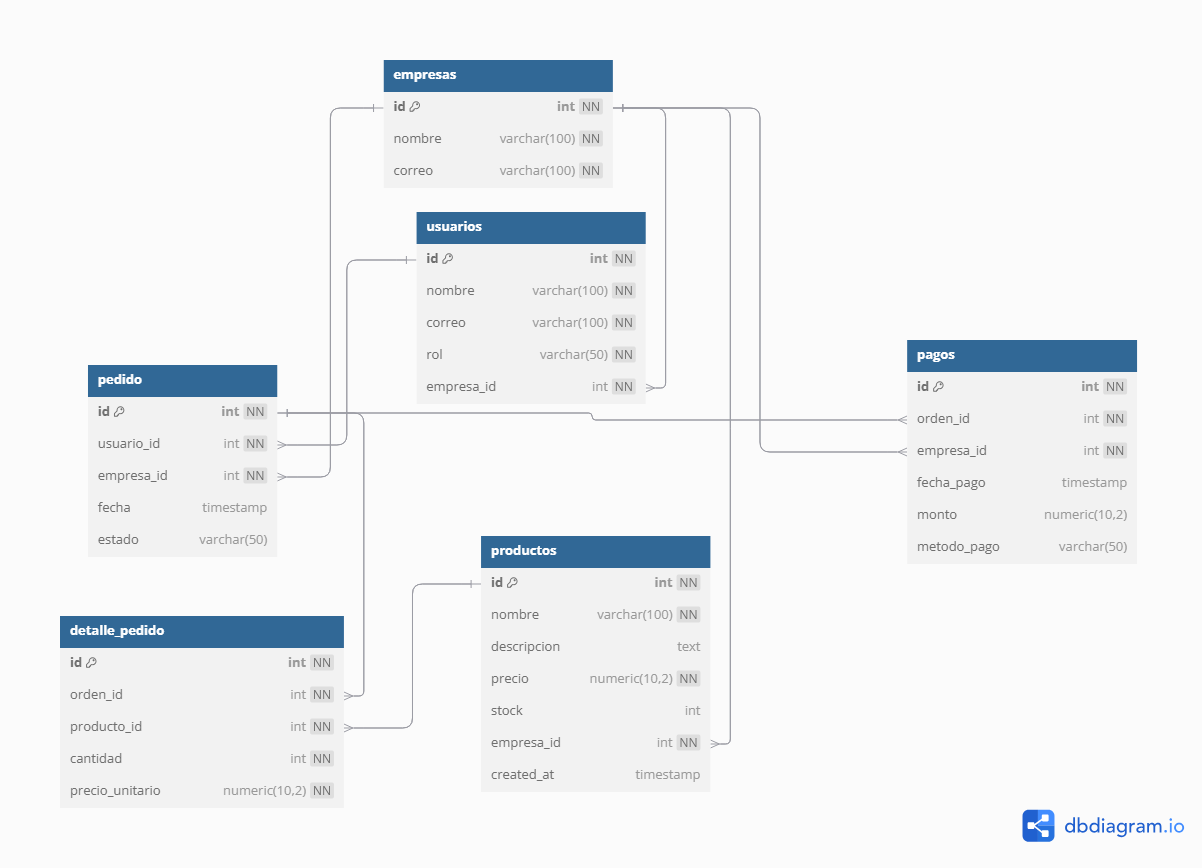 empresas
id int NN
nombre varchar(100) NN
correo varchar(100) NN
usuarios
id int NN
nombre varchar(100) NN
correo varchar(100) NN
rol varchar(50) NN
empresa_id int NN
pedido
id int NN
usuario_id int NN
empresa_id int NN
fecha timestamp
estado varchar(50)
pagos
id int NN
orden_id int NN
empresa_id int NN
fecha_pago timestamp
monto numeric(10,2)
metodo_pago varchar(50)
productos
id int NN
nombre varchar(100) NN
descripcion text
precio numeric(10,2) NN
stock int
empresa_id int NN
created_at timestamp
detalle_pedido
id int NN
orden_id int NN
producto_id int NN
cantidad int NN
precio_unitario numeric(10,2) NN
dbdiagram.io